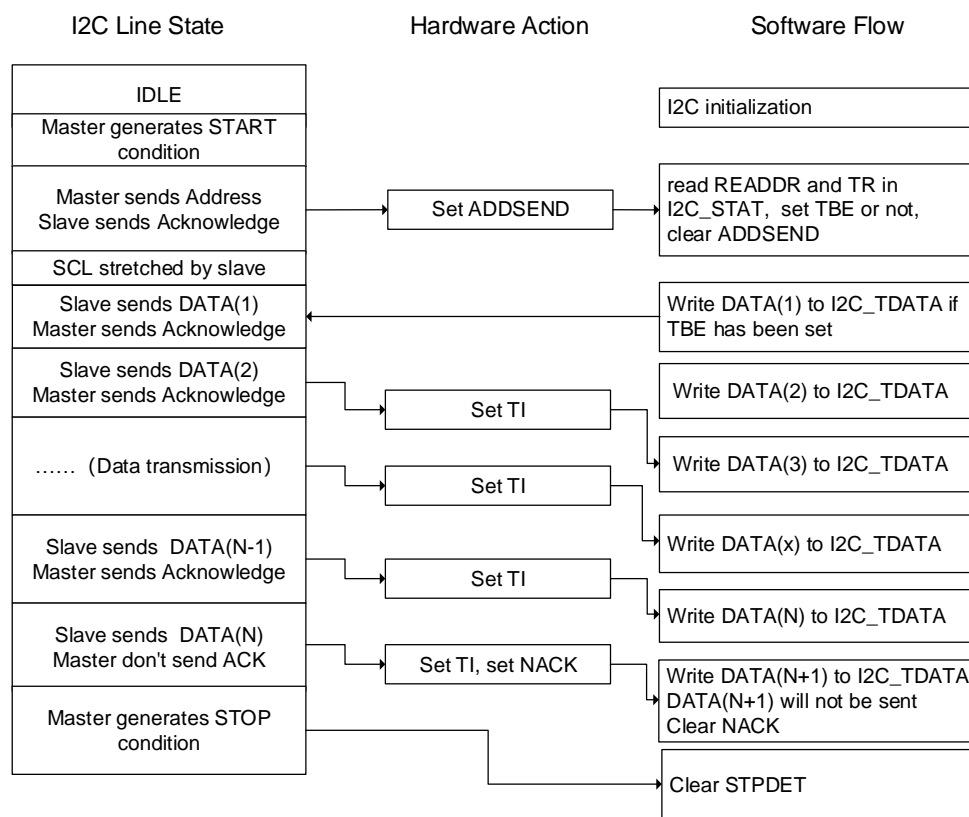 I2C Line State
Hardware Action
Software Flow
IDLE
I2C initialization
Master generates START
condition
Master sends Address
Slave sends Acknowledge
Set ADDSEND
read READDR and TR in
I2C_STAT, set TBE or not,
clear ADDSEND
SCL stretched by slave
Slave sends DATA(1)
Master sends Acknowledge
Write DATA(1) to I2C_TDATA if
TBE has been set
Slave sends DATA(2)
Master sends Acknowledge
Set TI
Write DATA(2) to I2C_TDATA
Write DATA(3) to I2C_TDATA
…… (Data transmission)
Set TI
Write DATA(x) to I2C_TDATA
Slave sends DATA(N-1)
Master sends Acknowledge
Set TI
Write DATA(N) to I2C_TDATA
Slave sends DATA(N)
Master don't send ACK
Set TI, set NACK
Write DATA(N+1) to I2C_TDATA
DATA(N+1) will not be sent
Clear NACK
Master generates STOP
condition
Clear STPDET